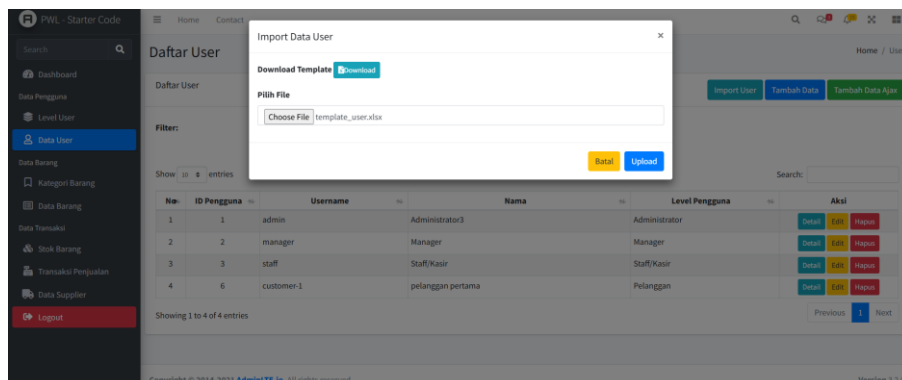 PWL - Starter Code
Home Contact
Search
Dashboard
Data Pengguna
Level User
Data User
Data Barang
Kategori Barang
Data Barang
Data Transaksi
Stok Barang
Transaksi Penjualan
Data Supplier
Logout
Daftar User
Home /
Daftar User
Import User Tambah Data Tambah Data Ajax
Filter:
Import Data User ×
Download Template Download
Pilih File
Choose File template_user.xlsx
Batal Upload
Show 10 entries
Search:
No ID Pengguna Username Nama Level Pengguna Aksi
1 1 admin Administrator3 Administrator Detail Edit Hapus
2 2 manager Manager Manager Detail Edit Hapus
3 3 staff Staff/Kasir Staff/Kasir Detail Edit Hapus
4 6 customer-1 pelanggan pertama Pelanggan Detail Edit Hapus
Showing 1 to 4 of 4 entries
Previous 1 Next